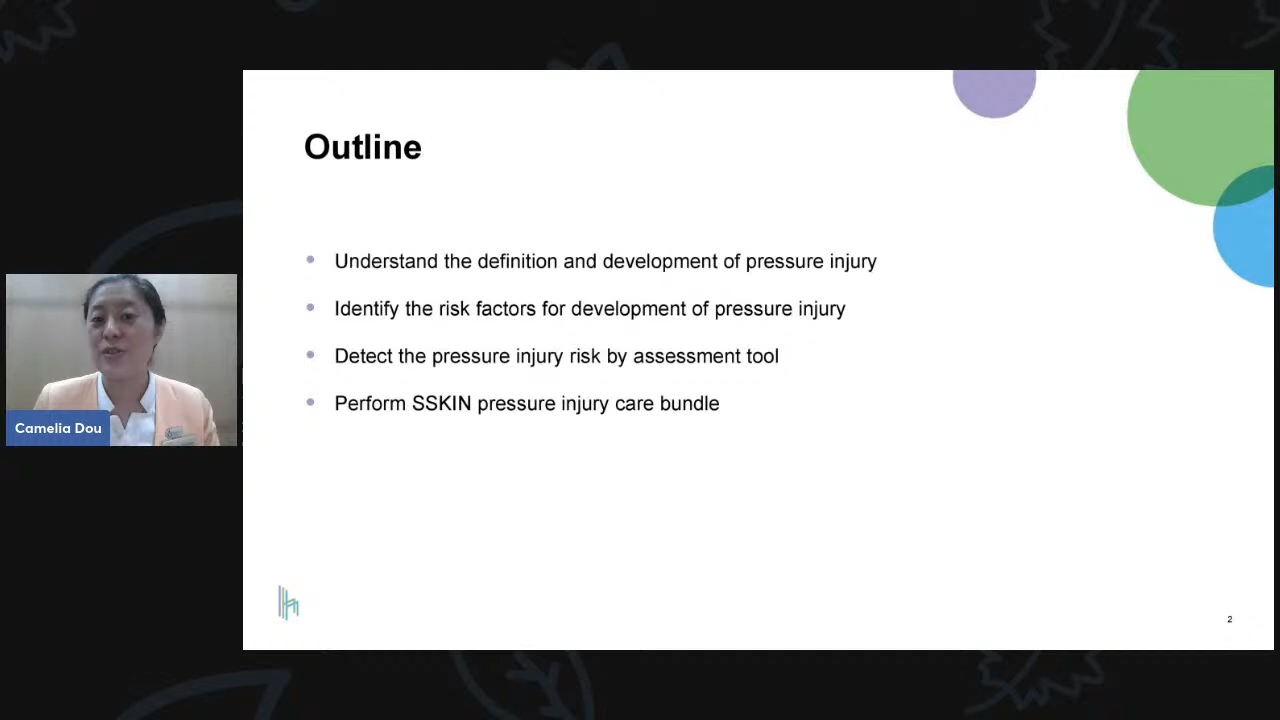 Outline
Understand the definition and development of pressure injury
Identify the risk factors for development of pressure injury
Detect the pressure injury risk by assessment tool
Perform SSKIN pressure injury care bundle
Camelia Dou
2